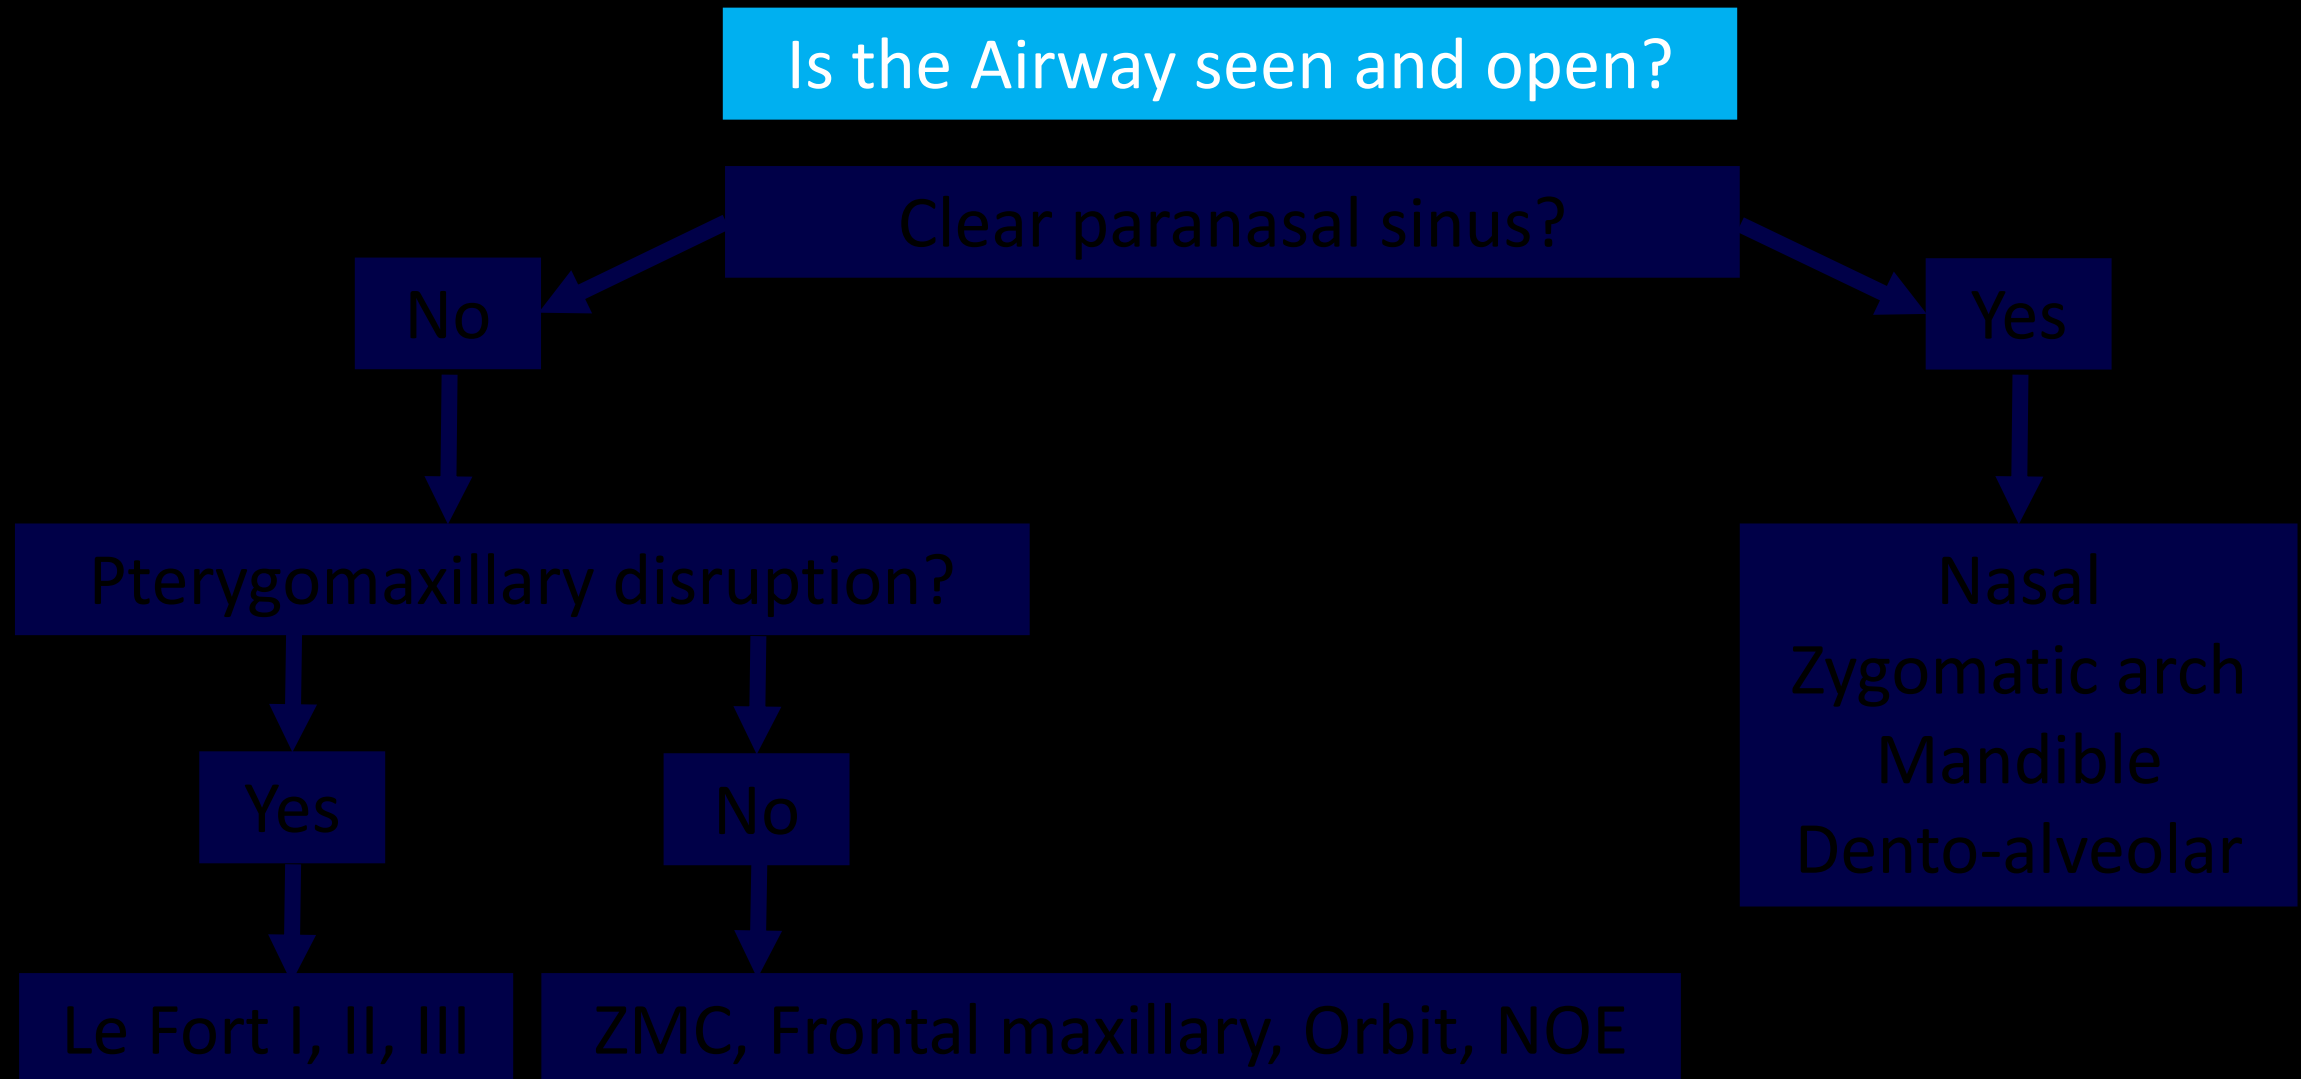 Is the Airway seen and open?
Clear paranasal sinus?
No
Yes
Pterygomaxillary disruption?
Nasal
Zygomatic arch
Mandible
Dento-alveolar
Yes
No
Le Fort I, II, III
ZMC, Frontal maxillary, Orbit, NOE